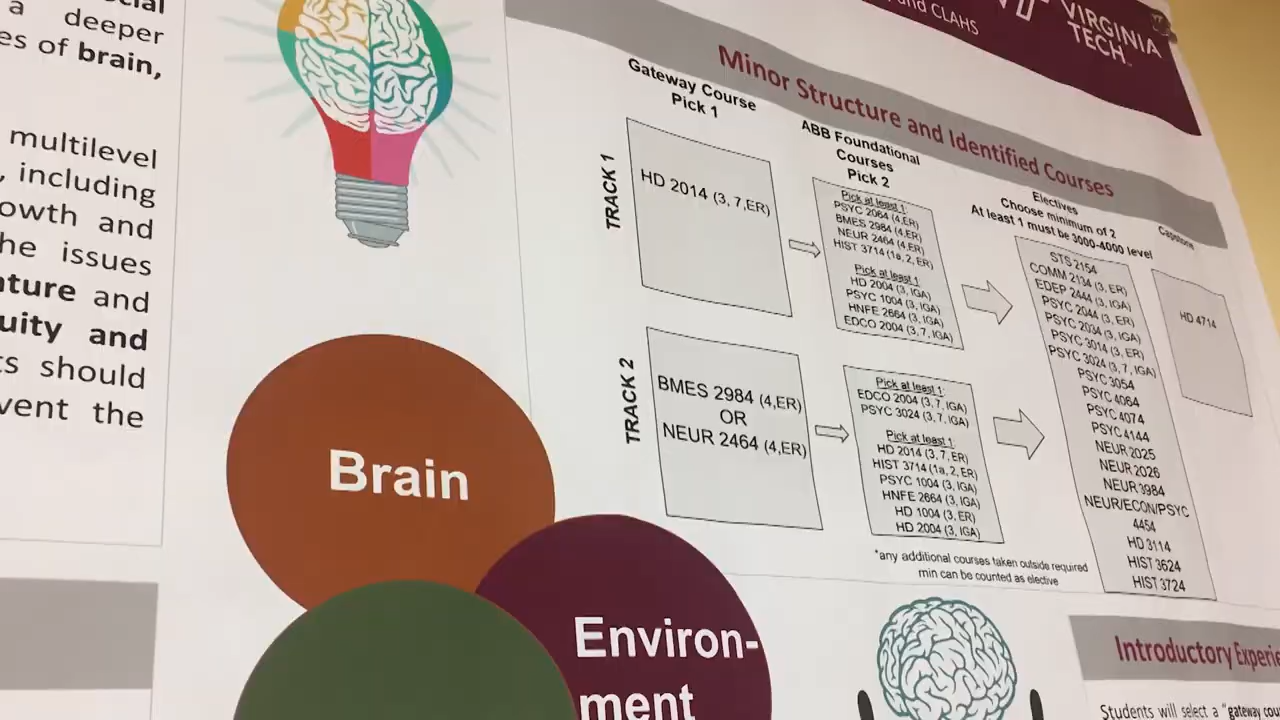 a deeper
es of brain,
multilevel
, including
owth and
he issues
ature and
uity and
ts should
vent the
and CLAHS
VIRGINIA
TECH
Minor Structure and Identified Courses
Gateway Course
Pick 1
ABB Foundational
Courses
Pick 2
Electives
Choose minimum of 2
At least 1 must be 3000-4000 level
Capstone
TRACK 1
HD 2014 (3, 7,ER)
Pick at least 1:
PSYC 2064 (4,ER)
BMES 2984 (4,ER)
NEUR 2464 (4,ER)
HIST 3714 (1a, 2, ER)
Pick at least 1:
HD 2004 (3, IGA)
PSYC 1004 (3, IGA)
HNFE 2664 (3, IGA)
EDCO 2004 (3, 7, IGA)
TRACK 2
BMES 2984 (4,ER)
OR
NEUR 2464 (4,ER)
Pick at least 1:
EDCO 2004 (3, 7, IGA)
PSYC 3024 (3, 7, IGA)
Pick at least 1:
HD 2014 (3, 7, ER)
HIST 3714 (1a, 2, ER)
PSYC 1004 (3, IGA)
HNFE 2664 (3, IGA)
HD 1004 (3, ER)
HD 2004 (3, IGA)
STS 2154
COMM 2134 (3, ER)
EDEP 2444 (3, IGA)
PSYC 2044 (3, ER)
PSYC 2034 (3, IGA)
PSYC 3014 (3, ER)
PSYC 3024 (3, 7, IGA)
PSYC 3054
PSYC 4064
PSYC 4074
PSYC 4144
NEUR 2025
NEUR 2026
NEUR 3984
NEUR/ECON/PSYC
4454
HD 3114
HIST 3624
HIST 3724
HD 4714
*any additional courses taken outside required
min can be counted as elective
Brain
Environ-
ment
Introductory Experie
Students will select a "gateway cou